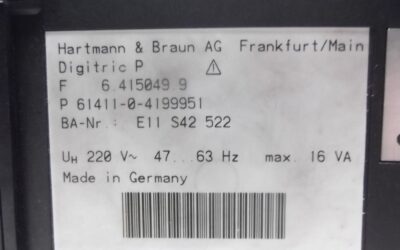 Hartmann & Braun AG Frankfurt/Main
Digitric P ⚠
F 6.415049 9
P 61411-0-4199951
BA-Nr.: E11 S42 522
UH 220 V~ 47...63 Hz max. 16 VA
Made in Germany